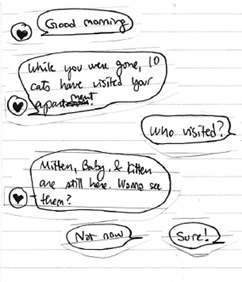 Good morning
While you were gone, 10
cats have visited your
apartment.
Who visited?
Mitten, Baby, & Kitten
are still here. Wanna see
them?
Not now
Sure!